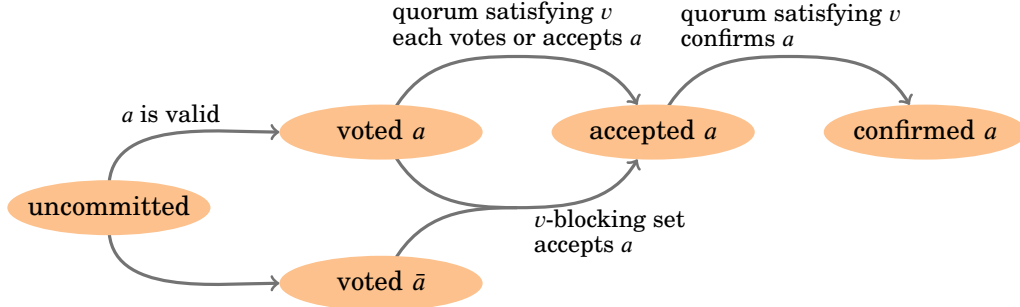 quorum satisfying v
each votes or accepts a
quorum satisfying v
confirms a
a is valid
voted a
accepted a
confirmed a
uncommitted
v-blocking set
accepts a
voted ā